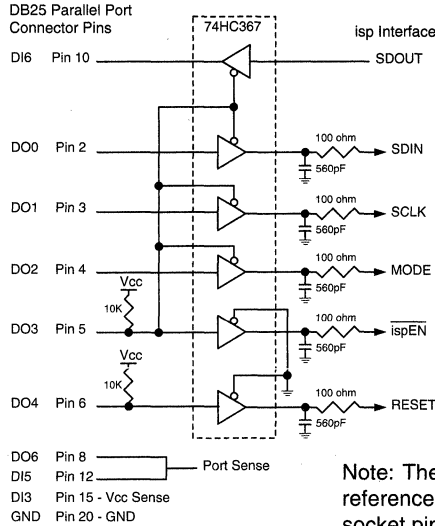 DB25 Parallel Port
Connector Pins
74HC367
isp Interface
DI6 Pin 10
SDOUT
DO0 Pin 2
100 ohm
SDIN
560pF
DO1 Pin 3
100 ohm
SCLK
560pF
DO2 Pin 4
100 ohm
MODE
560pF
Vcc
10K
DO3 Pin 5
100 ohm
ispEN
560pF
Vcc
10K
DO4 Pin 6
100 ohm
RESET
560pF
DO6 Pin 8
DI5 Pin 12
Port Sense
DI3 Pin 15 - Vcc Sense
GND Pin 20 - GND
Note: The
reference
socket pin